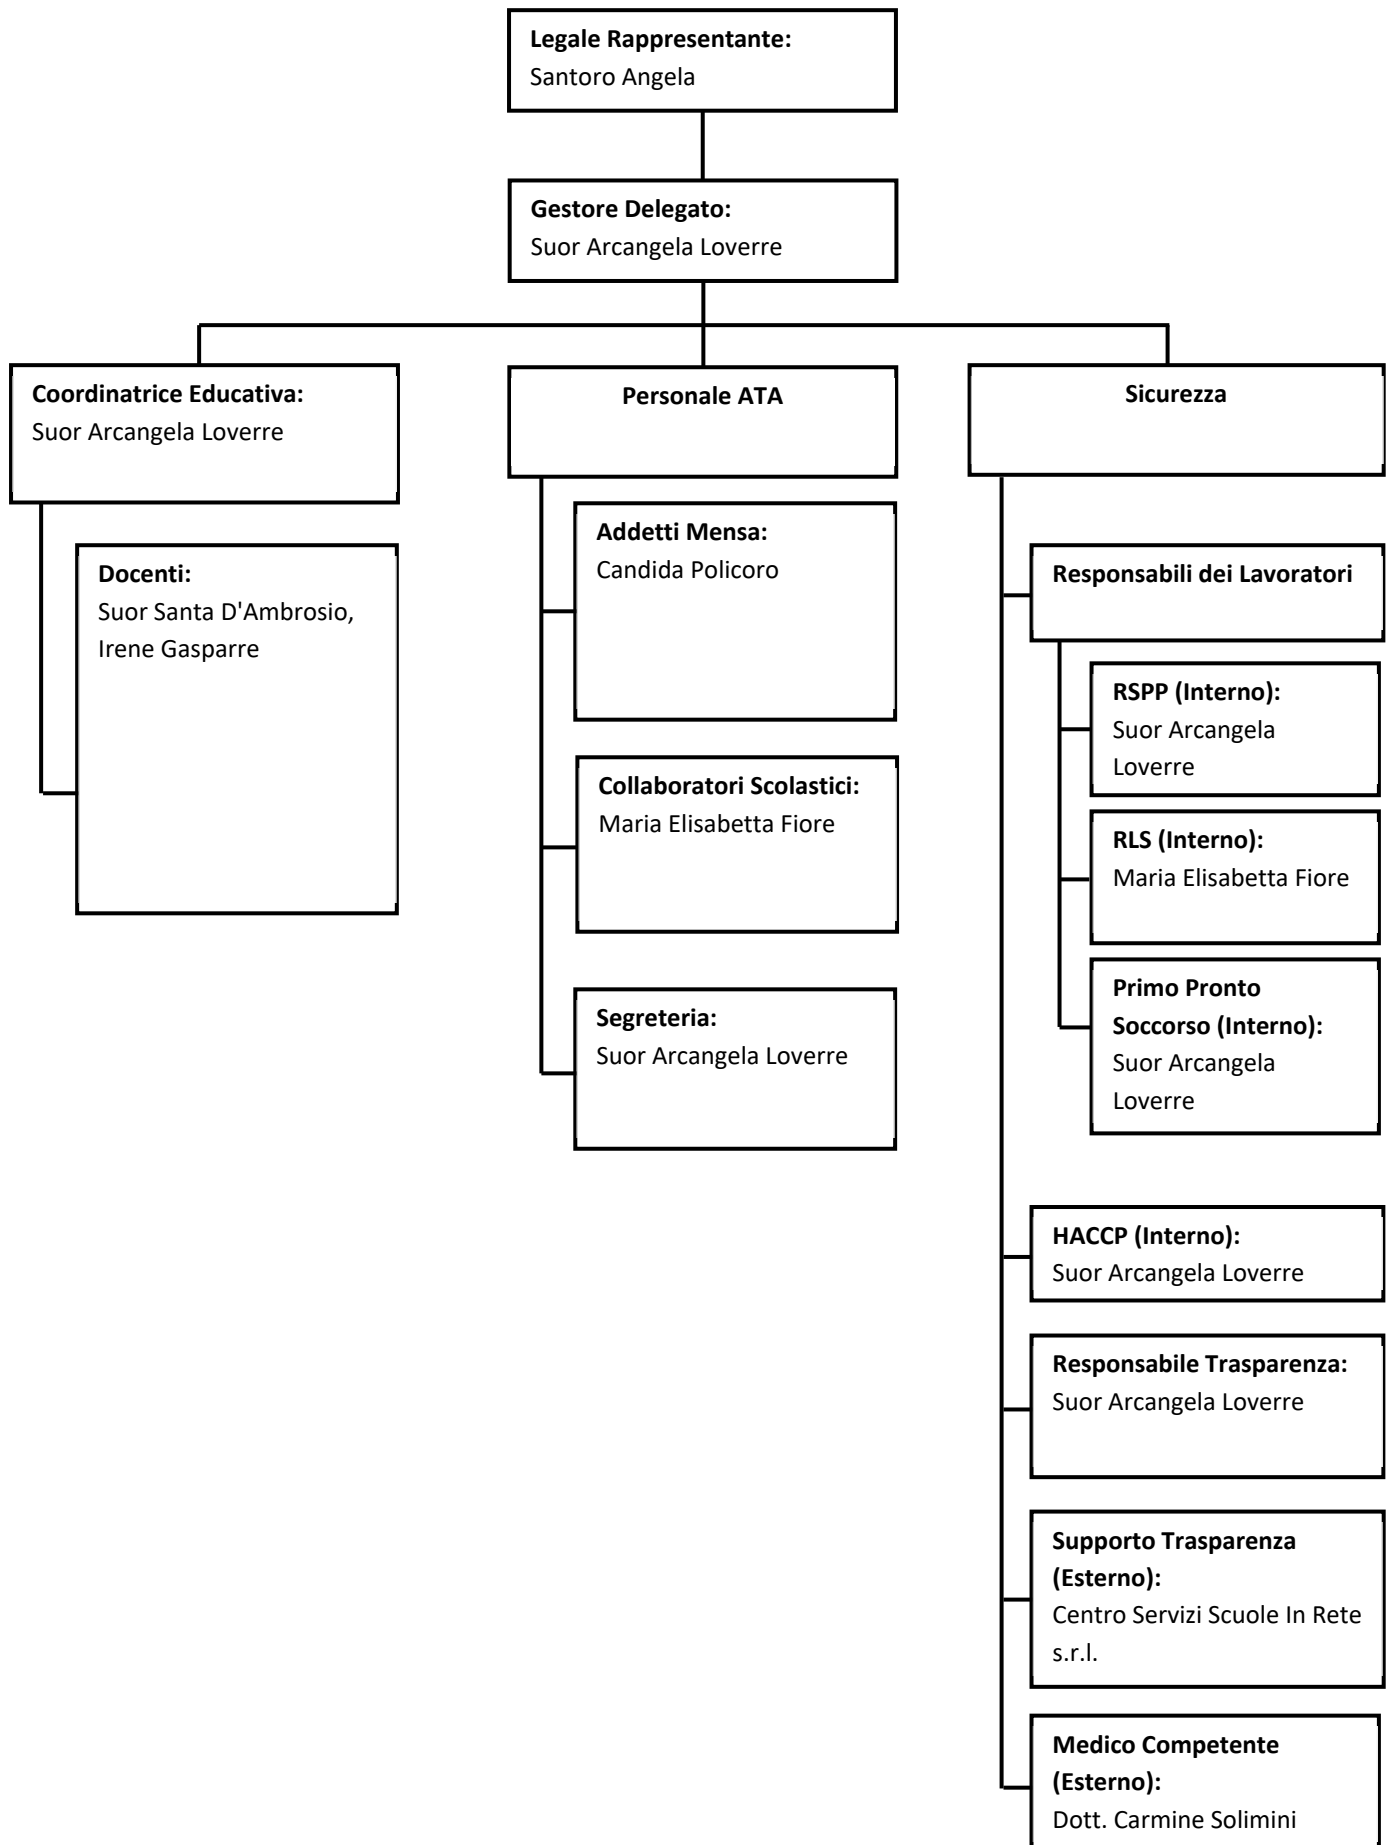 Legale Rappresentante:
Santoro Angela
Gestore Delegato:
Suor Arcangela Loverre
Coordinatrice Educativa:
Suor Arcangela Loverre
Docenti:
Suor Santa D'Ambrosio,
Irene Gasparre
Personale ATA
Addetti Mensa:
Candida Policoro
Collaboratori Scolastici:
Maria Elisabetta Fiore
Segreteria:
Suor Arcangela Loverre
Sicurezza
Responsabili dei Lavoratori
RSPP (Interno):
Suor Arcangela
Loverre
RLS (Interno):
Maria Elisabetta Fiore
Primo Pronto
Soccorso (Interno):
Suor Arcangela
Loverre
HACCP (Interno):
Suor Arcangela Loverre
Responsabile Trasparenza:
Suor Arcangela Loverre
Supporto Trasparenza
(Esterno):
Centro Servizi Scuole In Rete
s.r.l.
Medico Competente
(Esterno):
Dott. Carmine Solimini